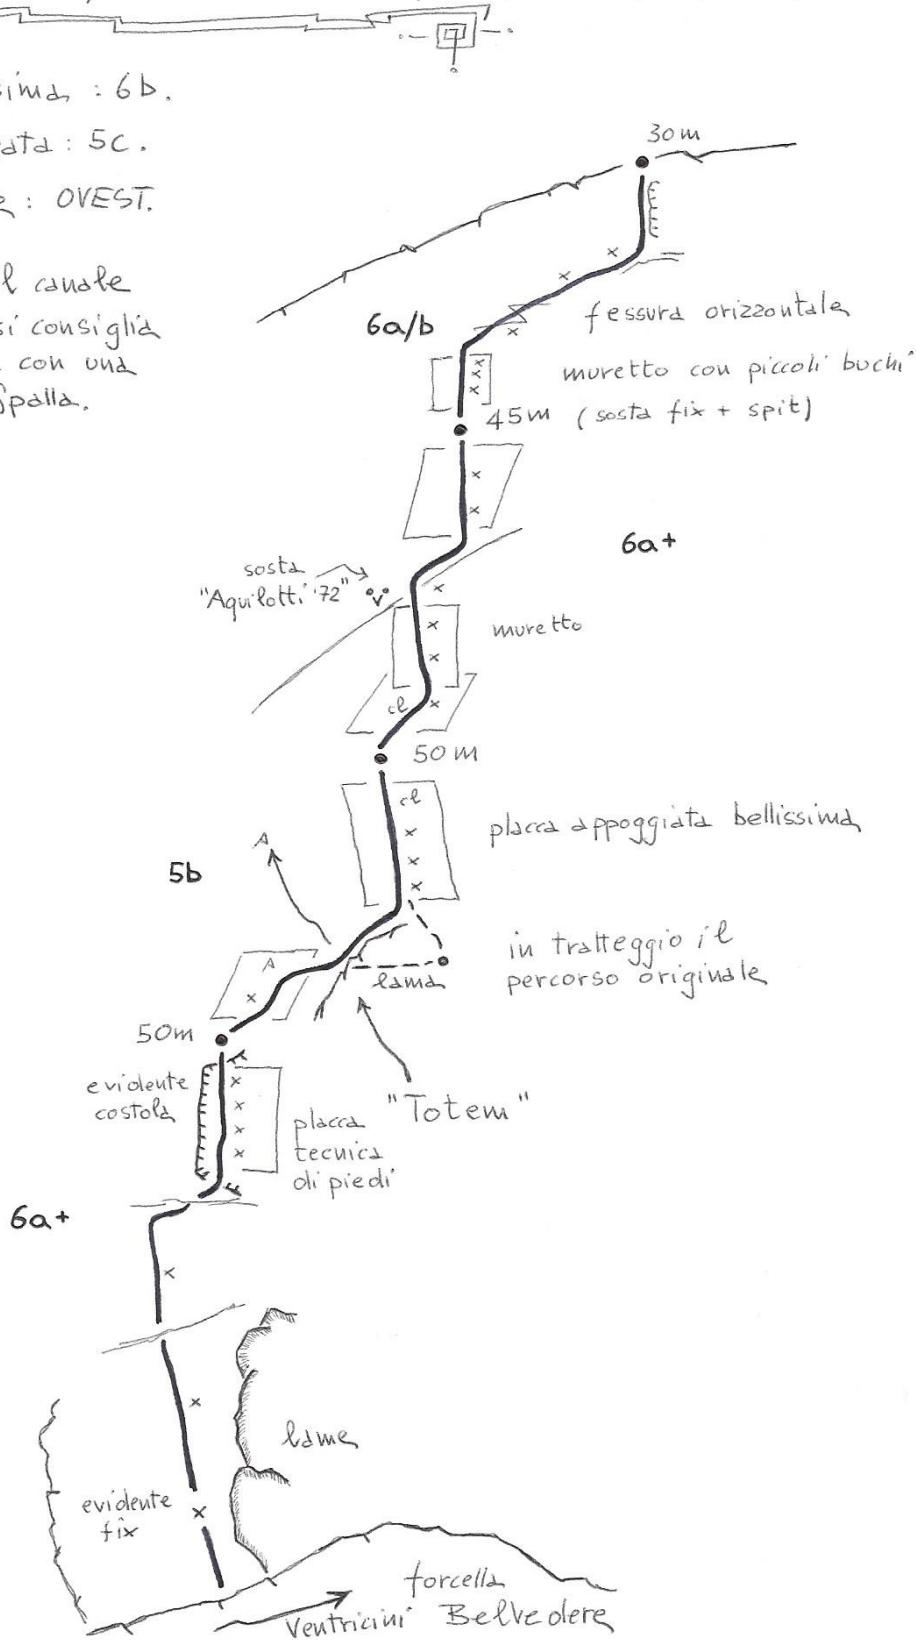 : 6b.
: 5c.
: OVEST.
canale
si consiglia
con una
spalla.
30m
6a/b
fessura orizzontale
muretto con piccoli buchi
45m (sosta fix + spit)
6a+
sosta
"Aquilotti '72"
muretto
cl
50m
cl
placca appoggiata bellissima
A
5b
in tratteggio il
percorso originale
A
lama
50m
evidente
costola
"Totem"
placca
tecnica
di piedi
6a+
lame
evidente
fix
forcella
Ventricini Belvedere